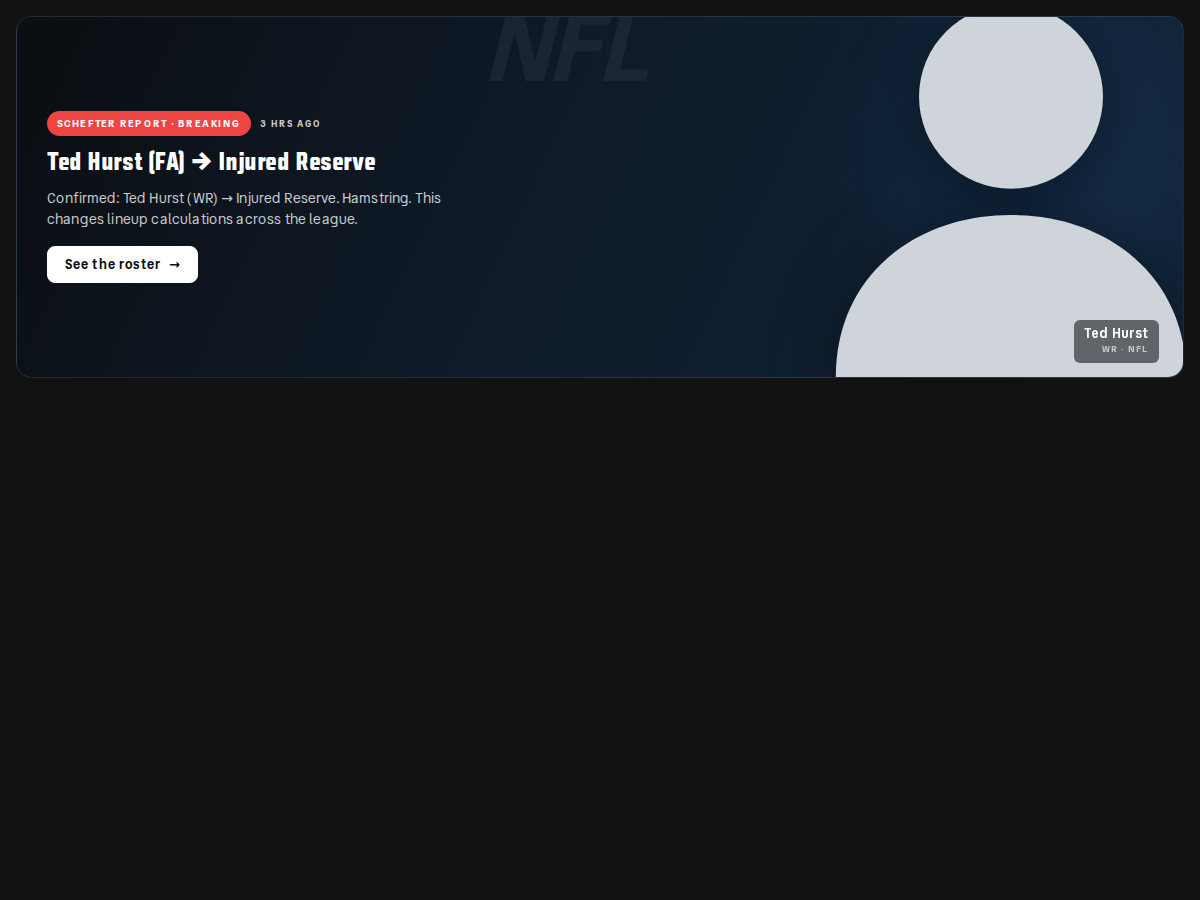 NFL
SCHEFTER REPORT · BREAKING 3 HRS AGO
Ted Hurst (FA) → Injured Reserve
Confirmed: Ted Hurst (WR) → Injured Reserve. Hamstring. This
changes lineup calculations across the league.
See the roster →
Ted Hurst
WR · NFL